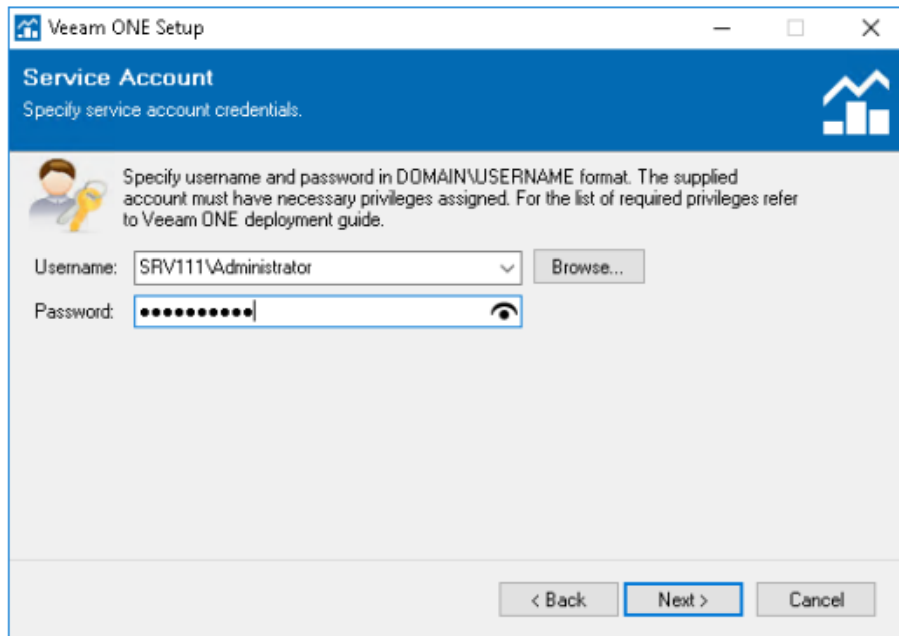 Veeam ONE Setup
Service Account
Specify service account credentials.
Specify username and password in DOMAIN\USERNAME format. The supplied
account must have necessary privileges assigned. For the list of required privileges refer
to Veeam ONE deployment guide.
Username: SRV111\Administrator Browse...
Password: ●●●●●●●●●●
< Back Next > Cancel